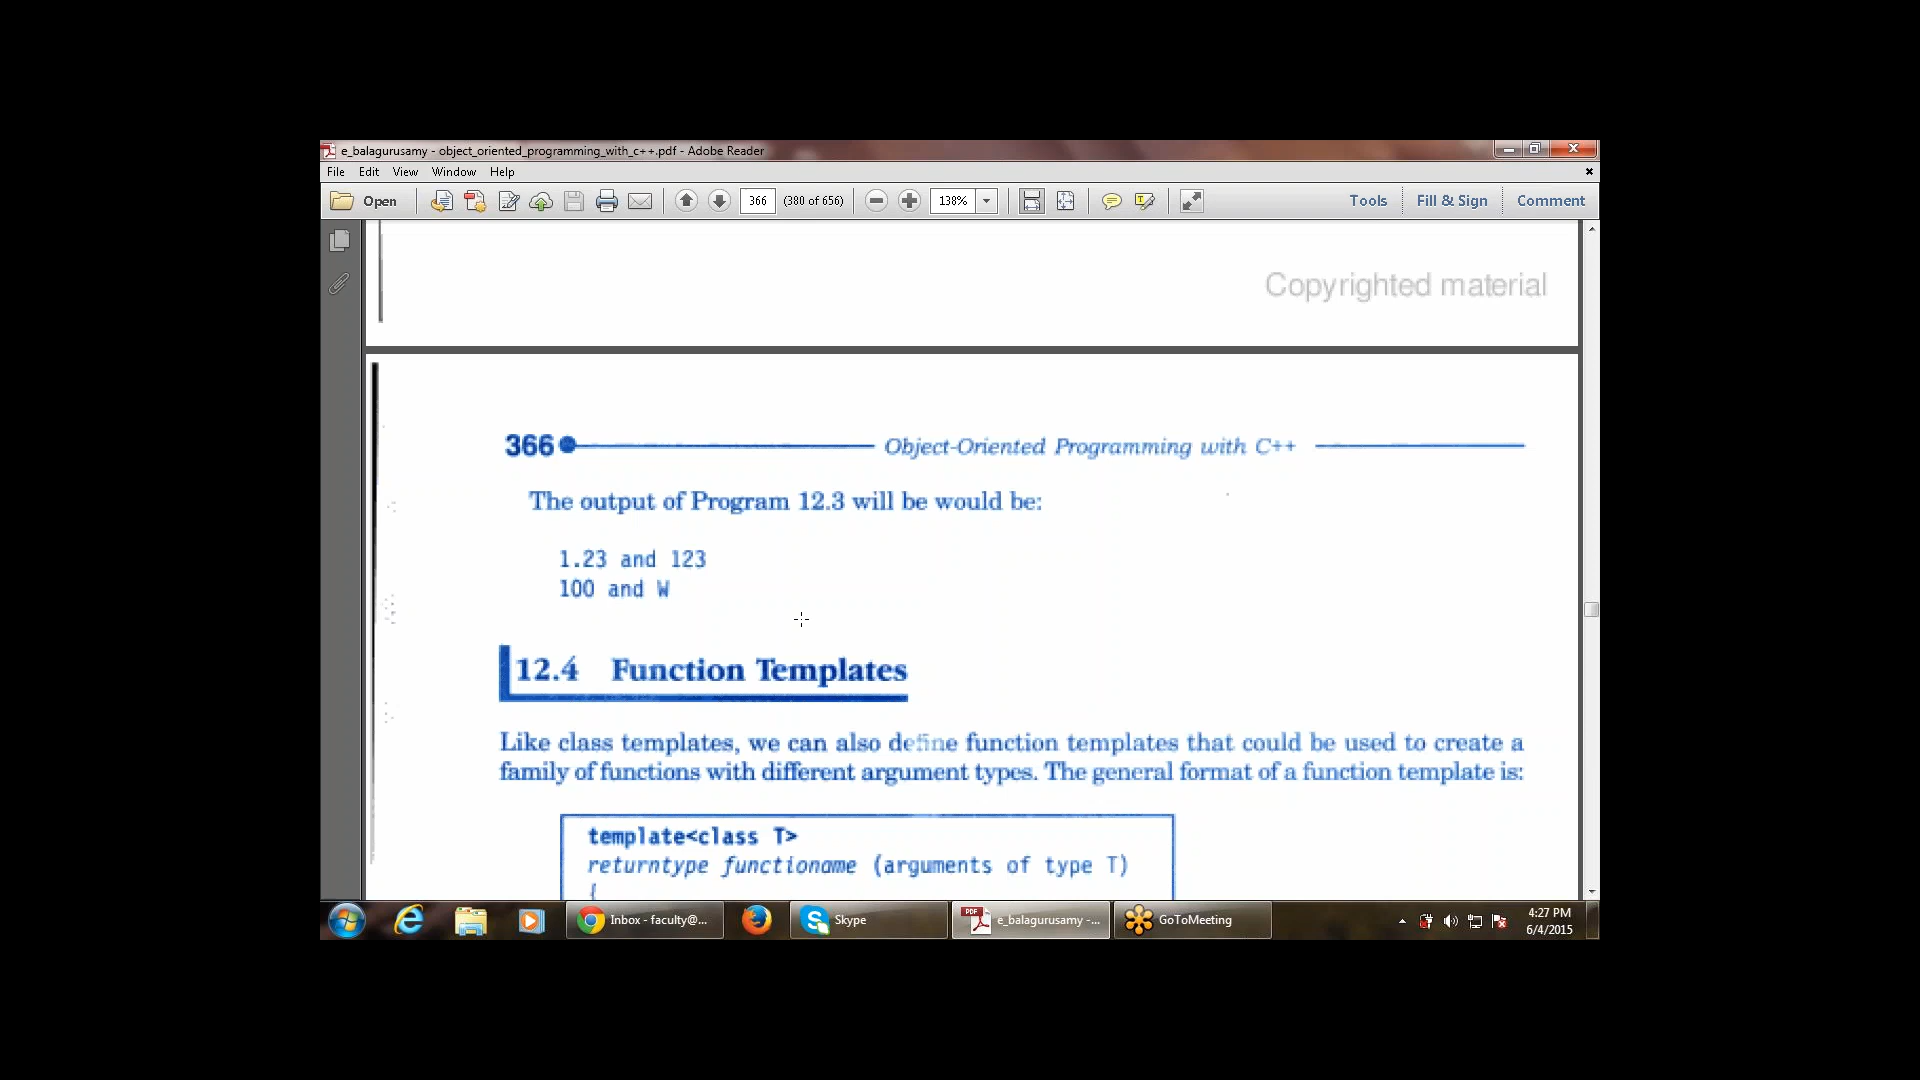 e_balagurusamy - object_oriented_programming_with_c++.pdf - Adobe Reader
File Edit View Window Help
Open 366 (380 of 656) 138% Tools Fill & Sign Comment
Copyrighted material
366 Object-Oriented Programming with C++
The output of Program 12.3 will be would be:
1.23 and 123
100 and W
12.4 Function Templates
Like class templates, we can also define function templates that could be used to create a
family of functions with different argument types. The general format of a function template is:
template<class T>
returntype functioname (arguments of type T)
{
Inbox - faculty@... Skype e_balagurusamy -... GoToMeeting
4:27 PM
6/4/2015